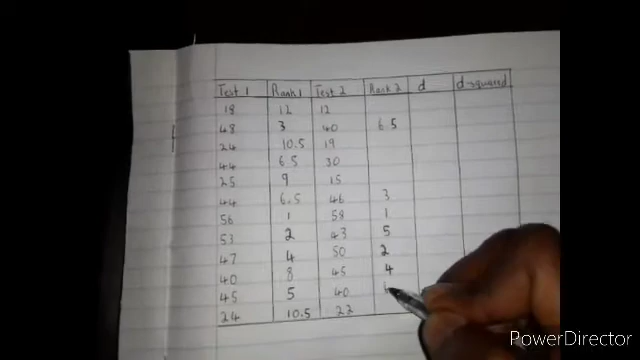 Test 1 Rank 1 Test 2 Rank 2 d d-squared
18 12 12
48 3 40 6.5
24 10.5 19
44 6.5 30
25 9 15
44 6.5 46 3
56 1 58 1
53 2 43 5
47 4 50 2
40 8 45 4
45 5 40
24 10.5 22
PowerDirector